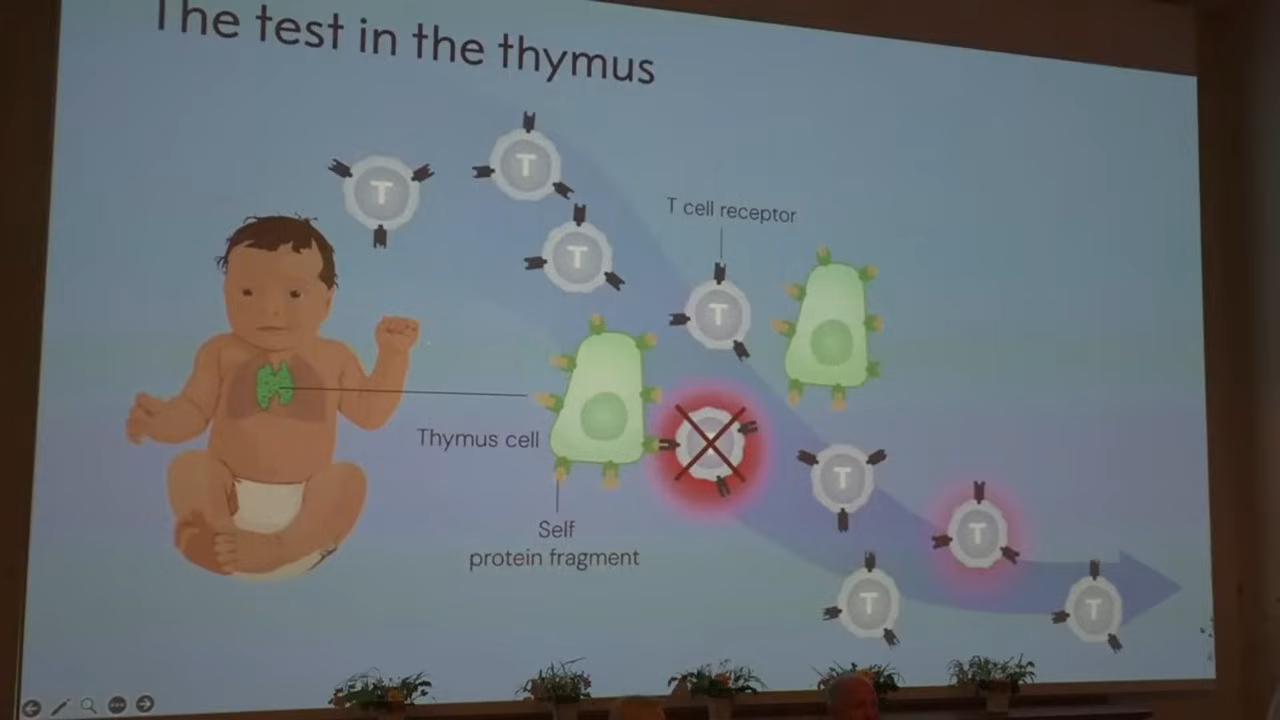 The test in the thymus
T
T
T
T cell receptor
T
Thymus cell
T
T
Self
protein fragment
T
T